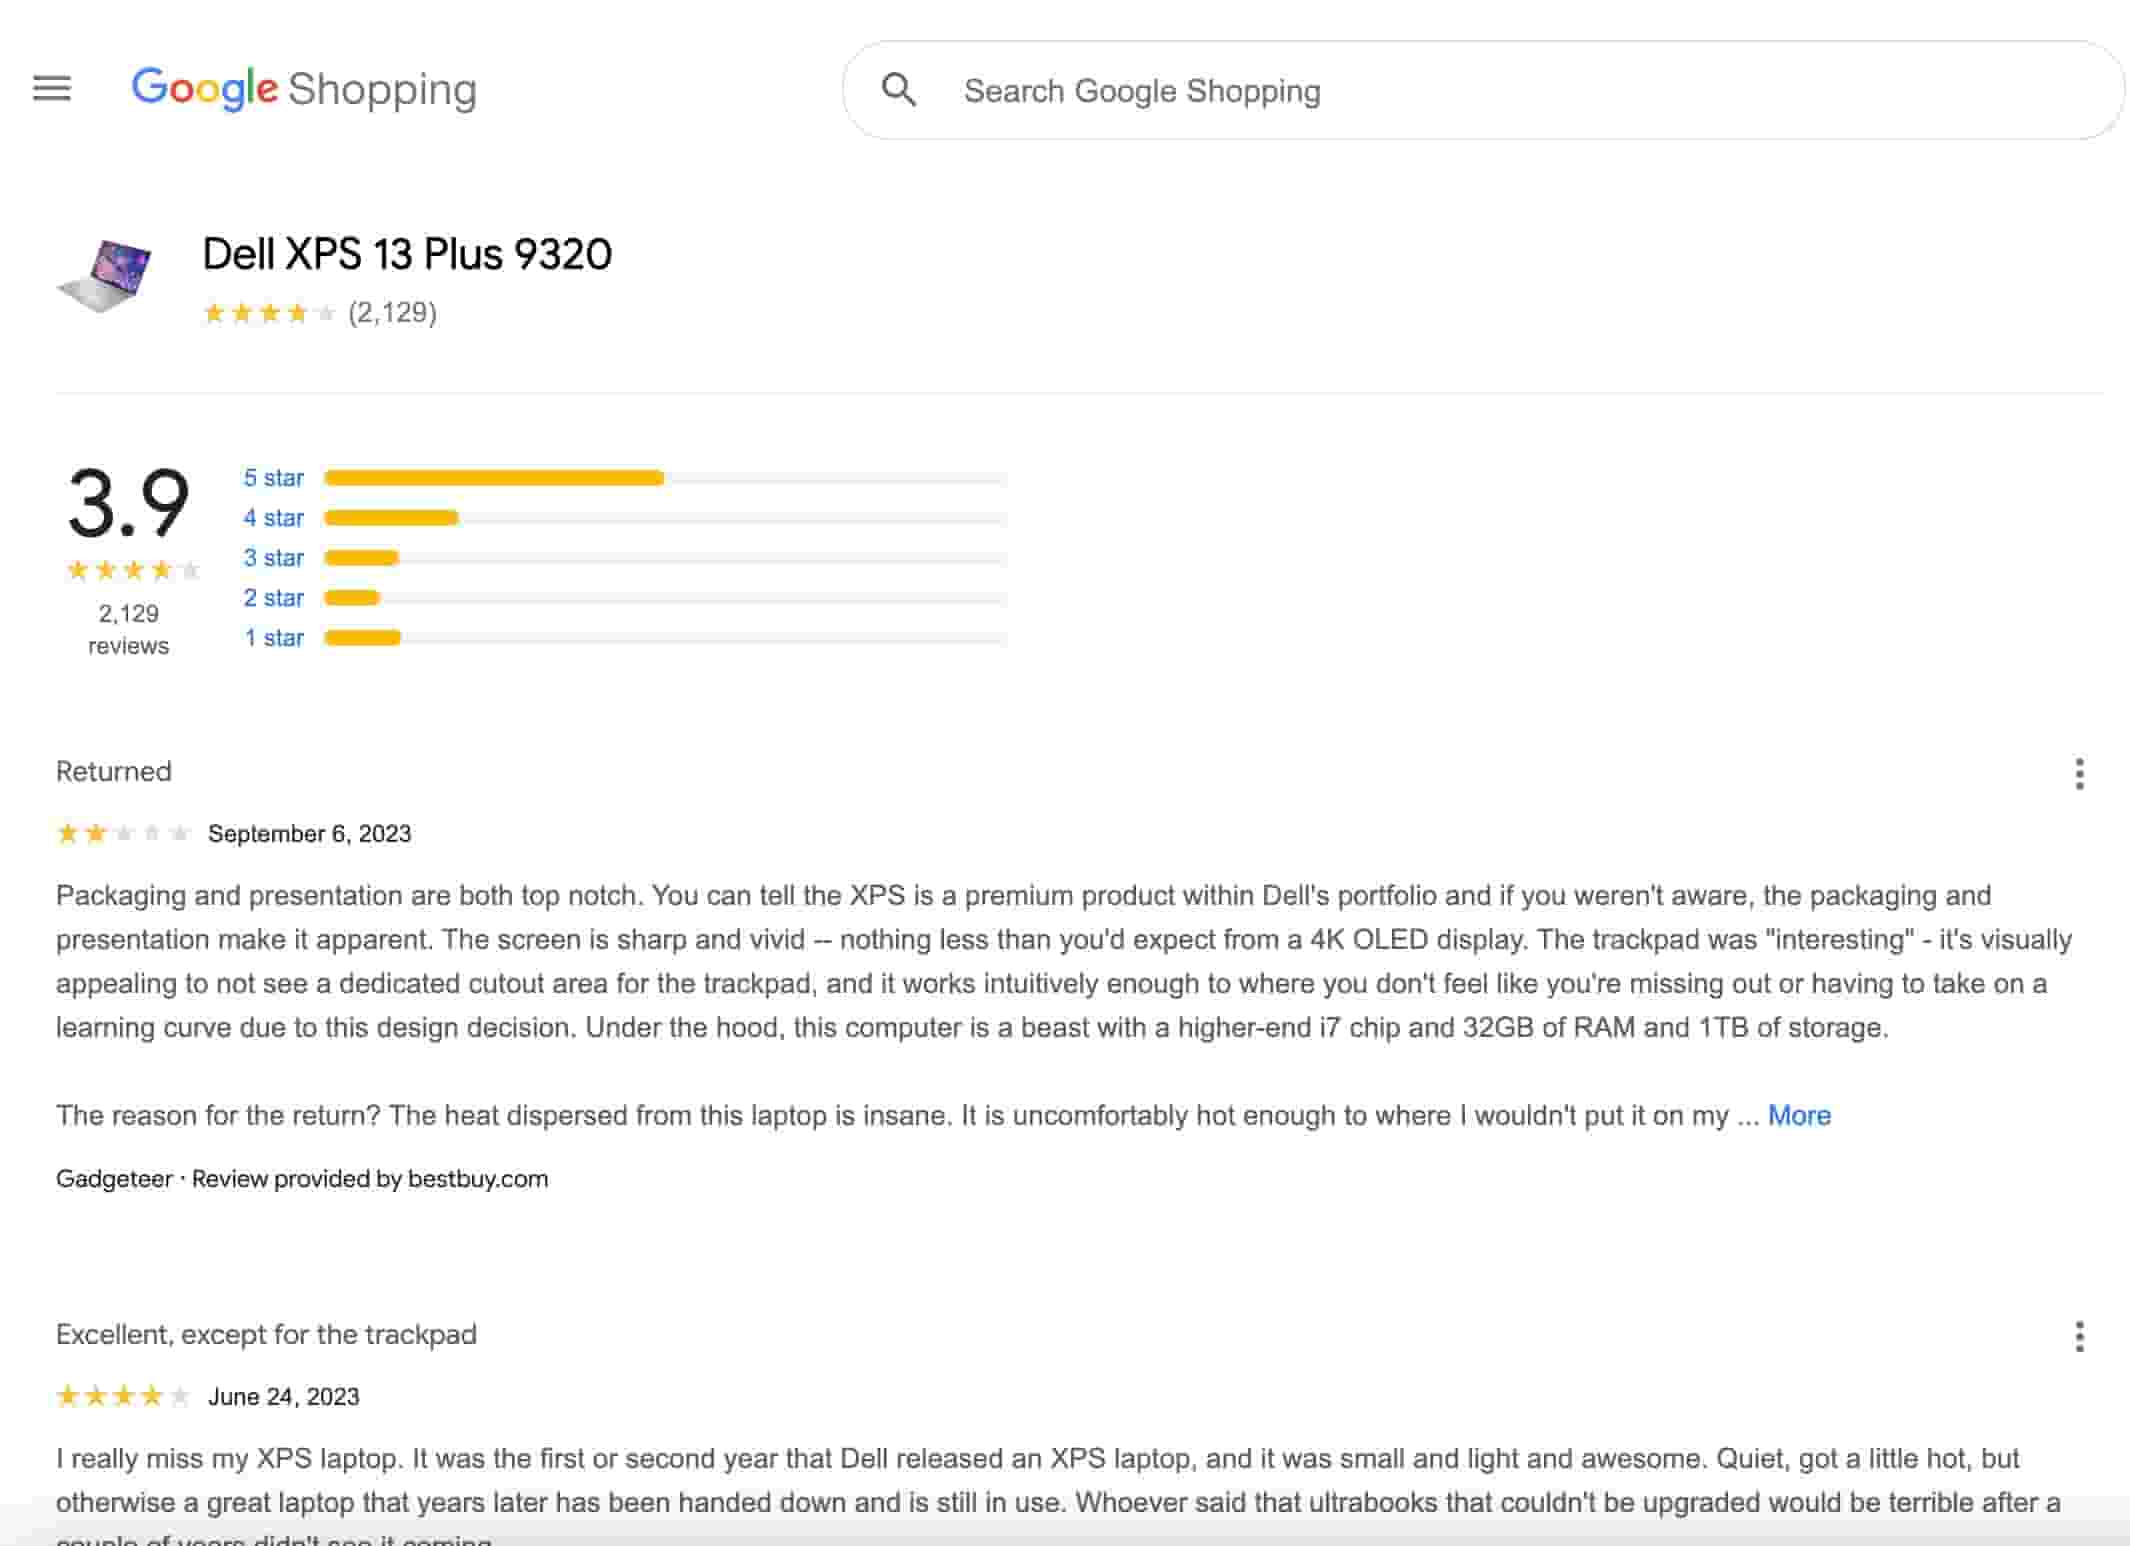 Google Shopping
Search Google Shopping
Dell XPS 13 Plus 9320
(2,129)
3.9
2,129
reviews
5 star
4 star
3 star
2 star
1 star
Returned
September 6, 2023
Packaging and presentation are both top notch. You can tell the XPS is a premium product within Dell's portfolio and if you weren't aware, the packaging and
presentation make it apparent. The screen is sharp and vivid -- nothing less than you'd expect from a 4K OLED display. The trackpad was "interesting" - it's visually
appealing to not see a dedicated cutout area for the trackpad, and it works intuitively enough to where you don't feel like you're missing out or having to take on a
learning curve due to this design decision. Under the hood, this computer is a beast with a higher-end i7 chip and 32GB of RAM and 1TB of storage.
The reason for the return? The heat dispersed from this laptop is insane. It is uncomfortably hot enough to where I wouldn't put it on my ... More
Gadgeteer · Review provided by bestbuy.com
Excellent, except for the trackpad
June 24, 2023
I really miss my XPS laptop. It was the first or second year that Dell released an XPS laptop, and it was small and light and awesome. Quiet, got a little hot, but
otherwise a great laptop that years later has been handed down and is still in use. Whoever said that ultrabooks that couldn't be upgraded would be terrible after a
couple of years didn't see it coming